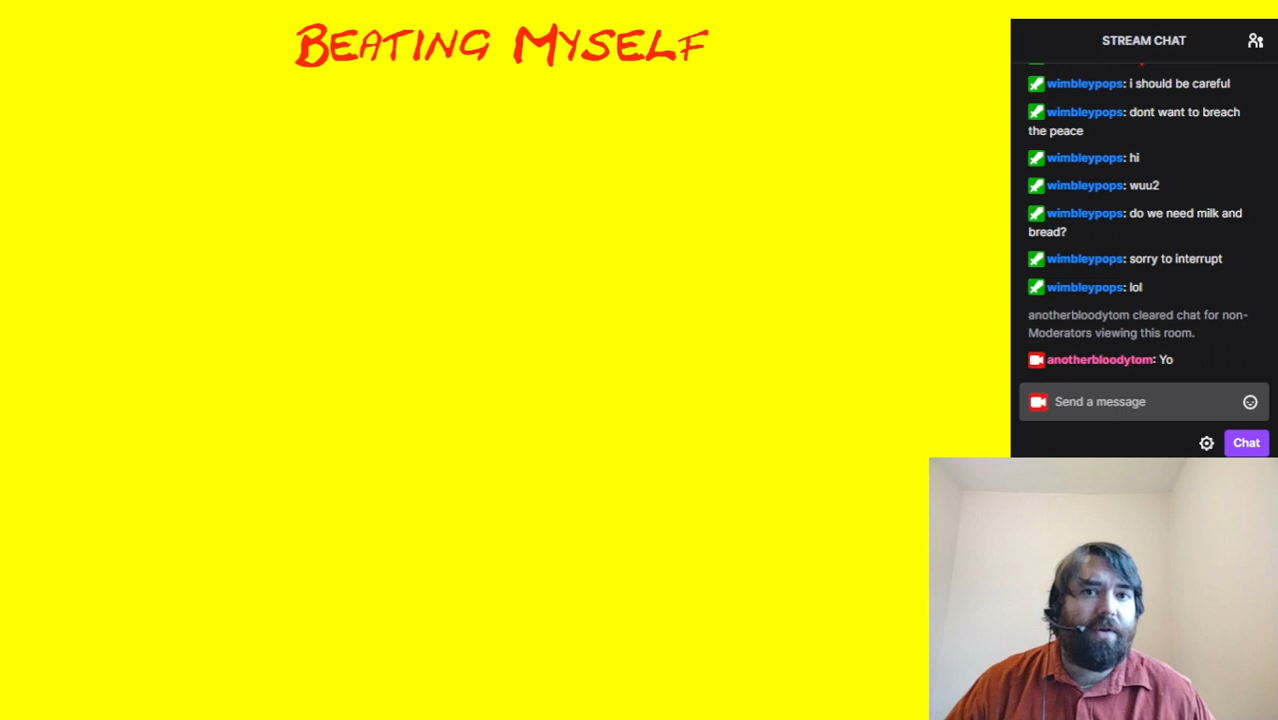 BEATING MYSELF
STREAM CHAT
wimbleypops: i should be careful
wimbleypops: dont want to breach
the peace
wimbleypops: hi
wimbleypops: wuu2
wimbleypops: do we need milk and
bread?
wimbleypops: sorry to interrupt
wimbleypops: lol
anotherbloodytom cleared chat for non-
Moderators viewing this room.
anotherbloodytom: Yo
Send a message
Chat